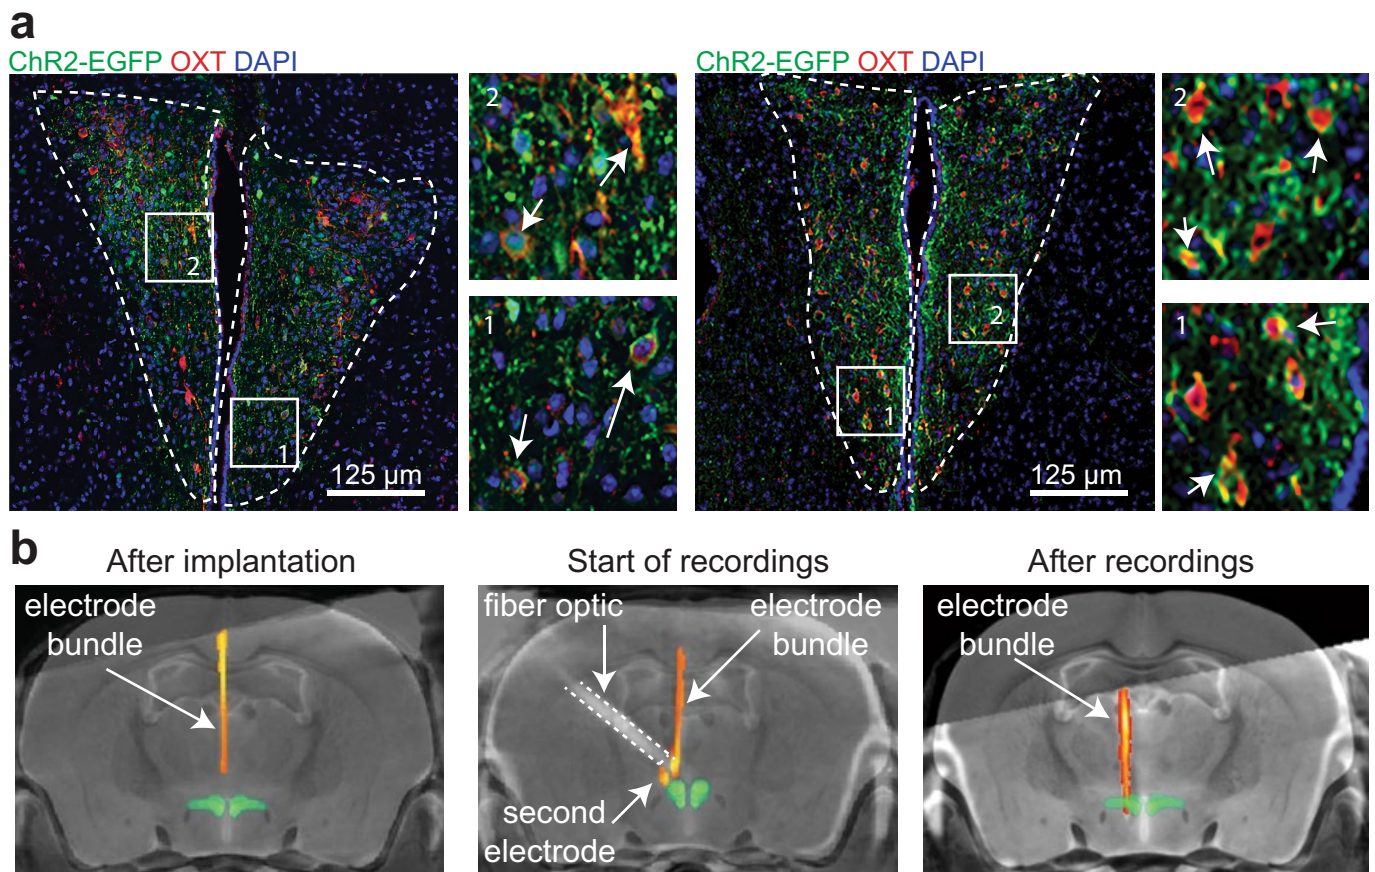 a
ChR2-EGFP OXT DAPI
2
1
2
1
125 µm
ChR2-EGFP OXT DAPI
2
1
2
1
125 µm
b
After implantation
electrode
bundle
Start of recordings
fiber optic
electrode
bundle
second
electrode
After recordings
electrode
bundle